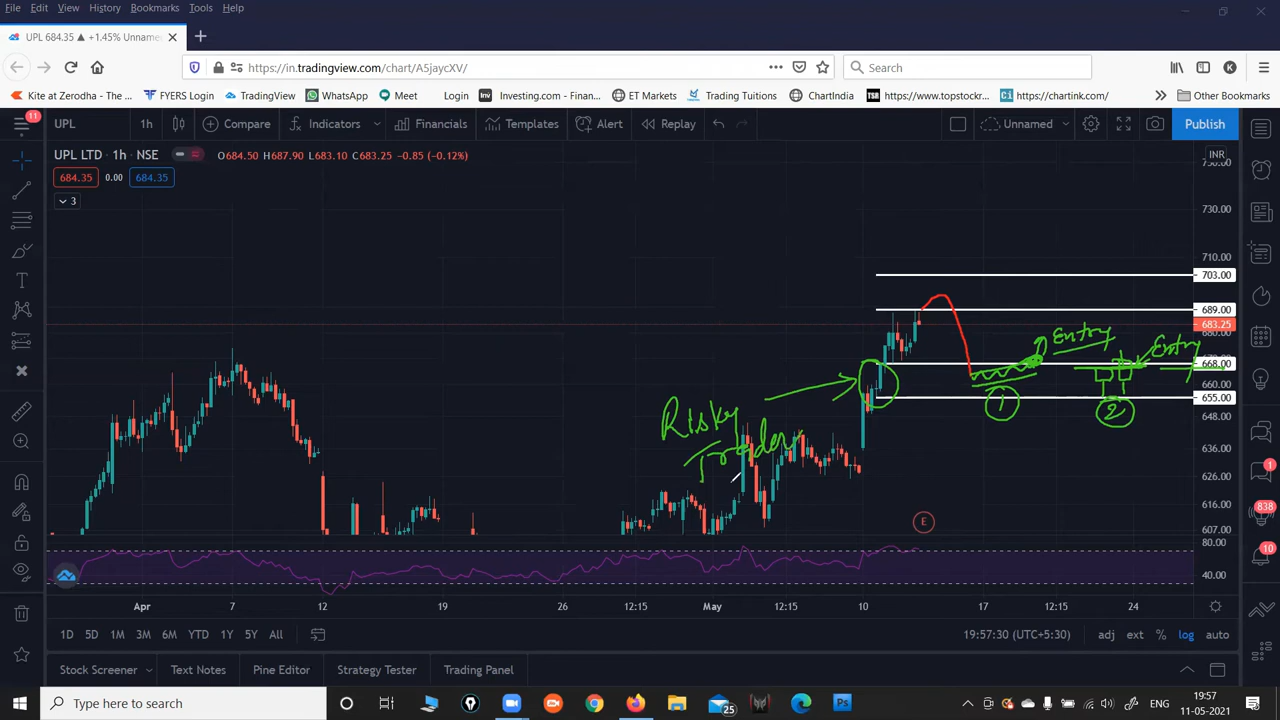 File Edit View History Bookmarks Tools Help
UPL 684.35 ▲ +1.45% Unname
https://in.tradingview.com/chart/A5jaycXV/
Search
Kite at Zerodha - The ... FYERS Login TradingView WhatsApp Meet Login Investing.com - Finan... ET Markets Trading Tuitions ChartIndia https://www.topstockr... https://chartink.com/ Other Bookmarks
11 UPL 1h Compare Indicators Financials Templates Alert Replay Unnamed Publish
UPL LTD · 1h · NSE O684.50 H687.90 L683.10 C683.25 −0.85 (−0.12%) INR
684.35 0.00 684.35
3
730.00
710.00
703.00
689.00
683.25
680.00
668.00
660.00
655.00
648.00
636.00
626.00
616.00
607.00
80.00
40.00
Entry
Entry
1
2
Risky
Trader
E
1
838
10
Apr 7 12 19 26 12:15 May 12:15 10 17 12:15 24
1D 5D 1M 3M 6M YTD 1Y 5Y All 19:57:30 (UTC+5:30) adj ext % log auto
Stock Screener Text Notes Pine Editor Strategy Tester Trading Panel
Type here to search 25 ENG 19:57
11-05-2021